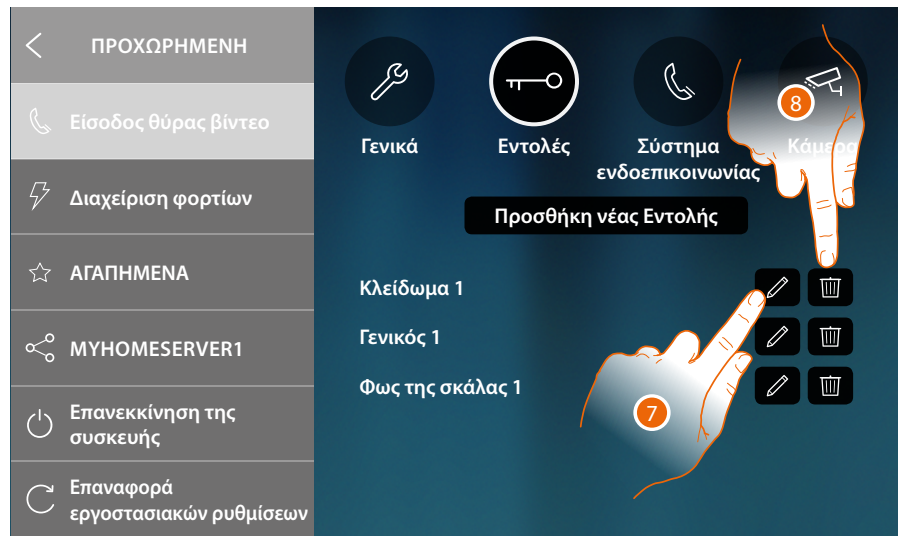 ΠΡΟΧΩΡΗΜΕΝΗ
Είσοδος θύρας βίντεο
Διαχείριση φορτίων
ΑΓΑΠΗΜΕΝΑ
MYHOMESERVER1
Επανεκκίνηση της
συσκευής
Επαναφορά
εργοστασιακών ρυθμίσεων
Γενικά
Εντολές
Σύστημα
ενδοεπικοινωνίας
Κάμερα
8
Προσθήκη νέας Εντολής
Κλείδωμα 1
Γενικός 1
Φως της σκάλας 1
7